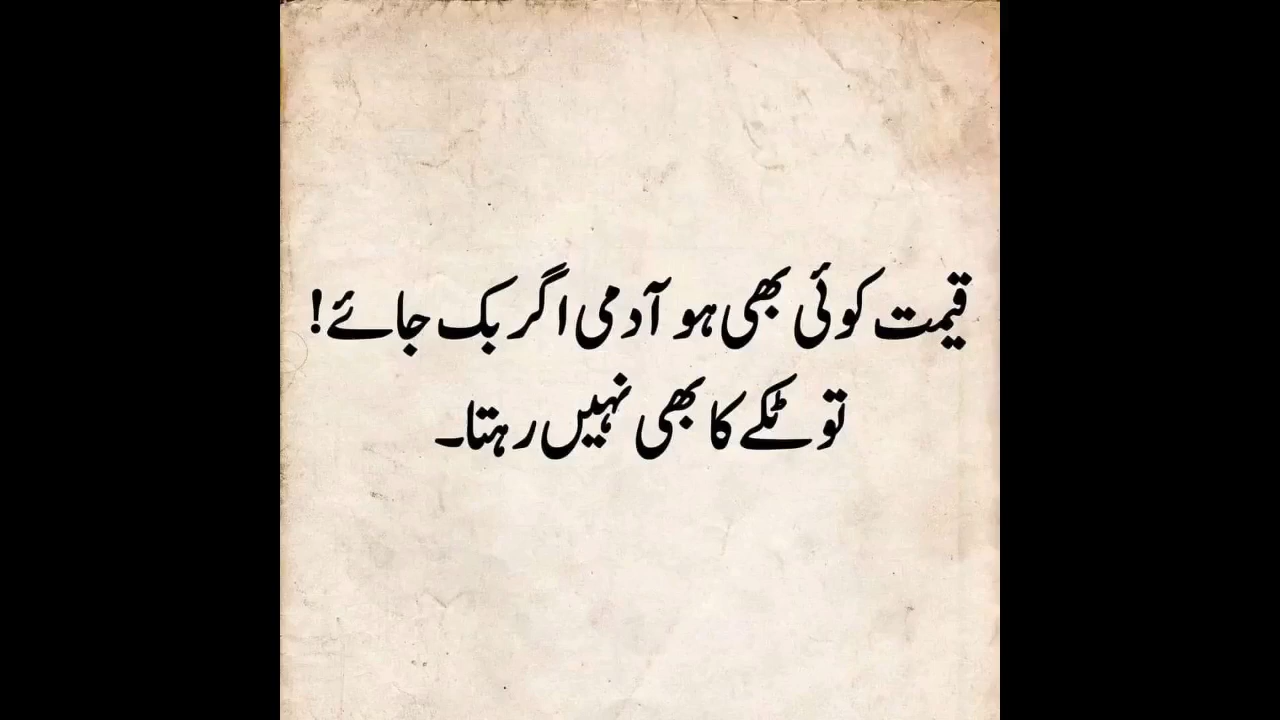 قیمت کوئی بھی ہو آدمی اگر بک جائے!
تو ٹکے کا بھی نہیں رہتا۔